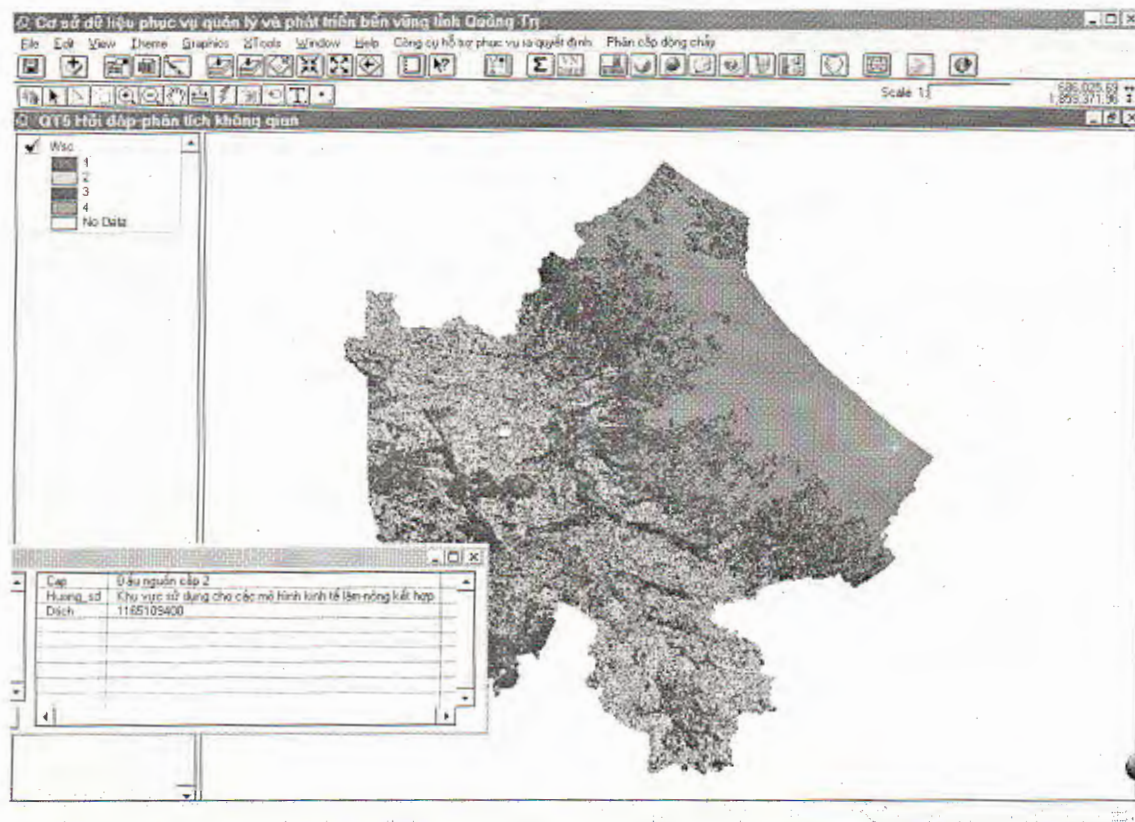 Cơ sở dữ liệu phục vụ quản lý và phát triển bền vững tỉnh Quảng Trị
File Edit View Theme Graphics XTools Window Help Công cụ hỗ trợ phục vụ ra quyết định Phân cấp dòng chảy
Scale 1:
686,025.69
1,859,371.96
QT5 Hỏi đáp-phân tích không gian
Wsc
1
2
3
4
No Data
Cap Đầu nguồn cấp 2
Huong_sd Khu vực sử dụng cho các mô hình kinh tế lâm-nông kết hợp
Dtich 1165109400